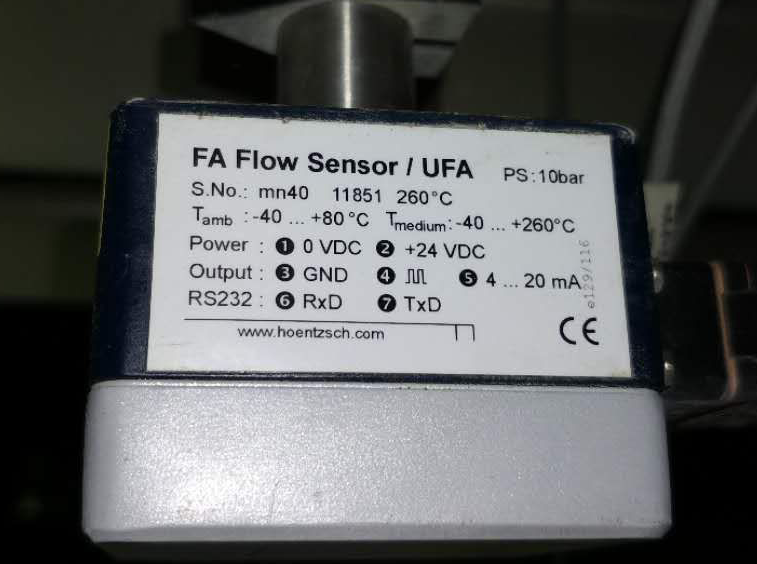 FA Flow Sensor / UFA PS:10bar
S.No.: mn40 11851 260°C
Tamb :-40 ... +80°C Tmedium:-40 ... +260°C
Power : ❶ 0 VDC ❷ +24 VDC
Output : ❸ GND ❹ ❺ 4 ... 20 mA
RS232 : ❻ RxD ❼ TxD
www.hoentzsch.com
CE
e129/116